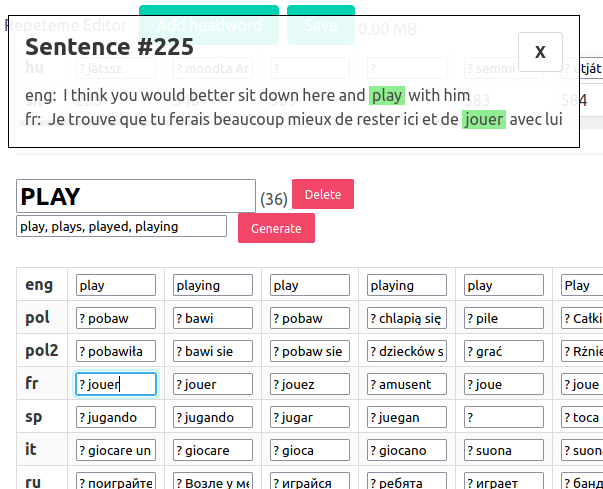 Repeteme Editor Add headword Save 0.00 MB
Sentence #225 X
hu ? játssz ? mondta Ar ? ? ? semmi
eng: I think you would better sit down here and play with him
fr: Je trouve que tu ferais beaucoup mieux de rester ici et de jouer avec lui
584
PLAY (36) Delete
play, plays, played, playing Generate
eng play playing play playing play Play
pol ? pobaw ? bawi ? pobaw ? chlapią się ? pile ? Całki
pol2 ? pobawiła ? bawi sie ? pobaw sie ? dziecków s ? grać ? Rżnie
fr ? jouer ? jouer ? jouez ? amusent ? joue ? joue
sp ? jugando ? jugando ? jugar ? juegan ? ? toca
it ? giocare un ? giocare ? gioca ? giocano ? suona ? suona
ru ? поиграйте ? Возле у ме ? играйся ? ребята ? играет ? банд